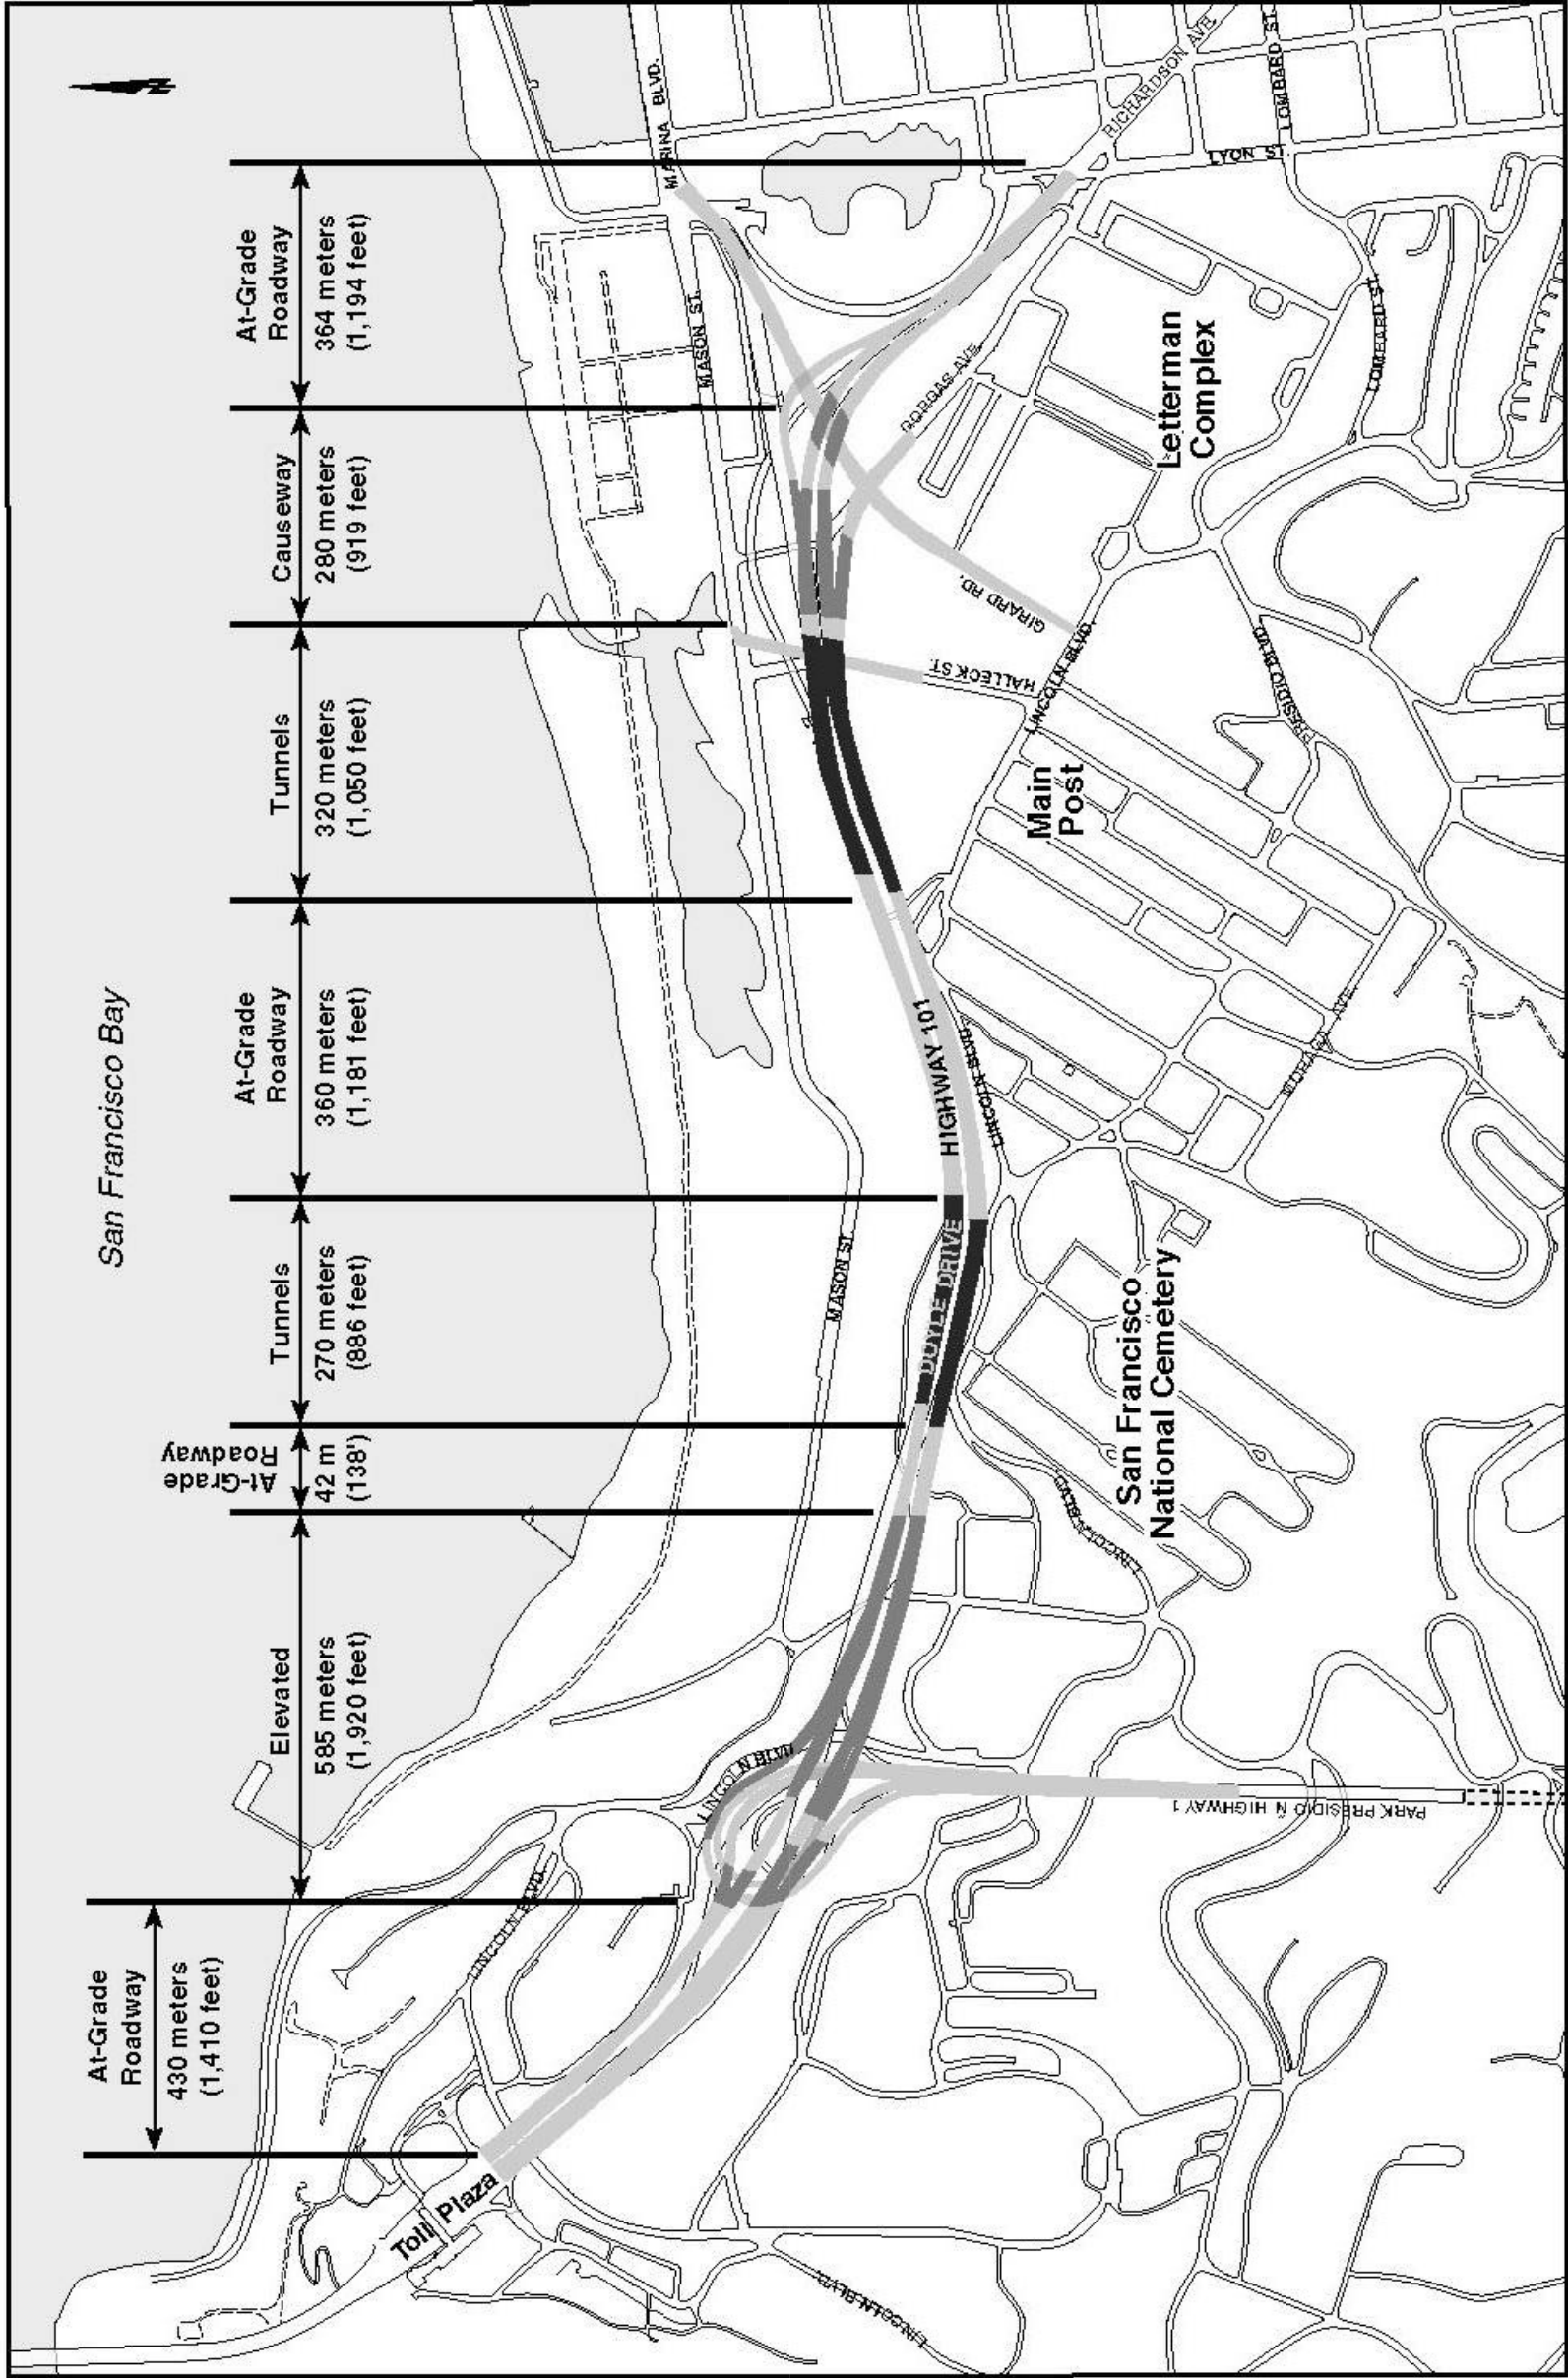 San Francisco Bay
At-Grade
Roadway
430 meters
(1,410 feet)
Elevated
585 meters
(1,920 feet)
At-Grade
Roadway
42 m
(138')
Tunnels
270 meters
(886 feet)
At-Grade
Roadway
360 meters
(1,181 feet)
Tunnels
320 meters
(1,050 feet)
Causeway
280 meters
(919 feet)
At-Grade
Roadway
364 meters
(1,194 feet)
N
Toll Plaza
LINCOLN BLVD.
LINCOLN BLVD.
LINCOLN BLVD
PARK PRESIDIO N HIGHWAY 1
LINCOLN BLVD.
San Francisco
National Cemetery
MASON ST.
DOYLE DRIVE
HIGHWAY 101
LINCOLN BLVD.
MORAGA AVE.
Main
Post
LINCOLN BLVD.
HALLECK ST.
GIRARD RD.
PRESIDIO BLVD.
GORGAS AVE.
Letterman
Complex
LOMBARD ST.
MASON ST.
MARINA BLVD.
RICHARDSON AVE.
LYON ST.
LOMBARD ST.